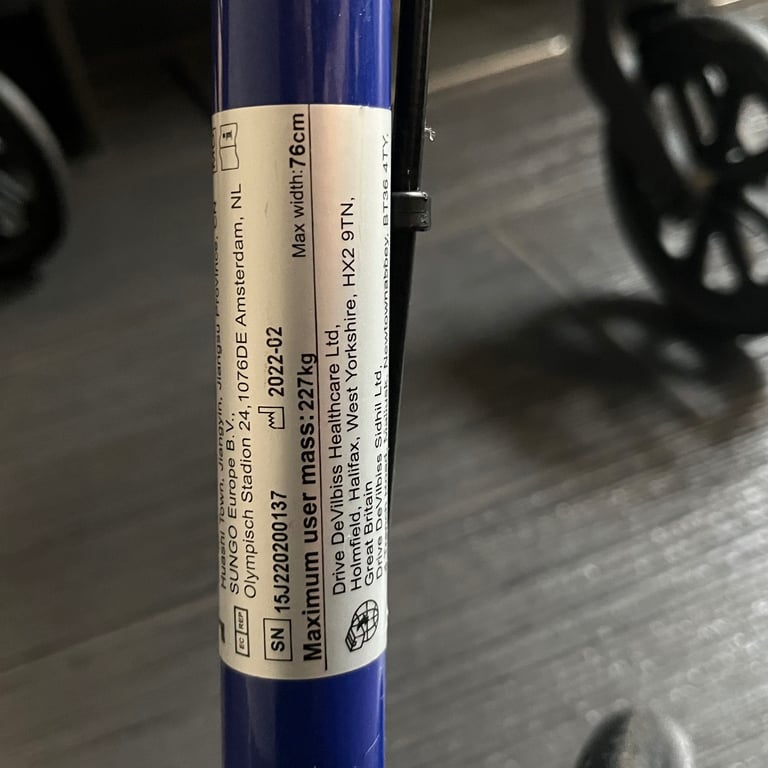 Huashi Town, Jiangyin, Jiangsu Province, CN
EC REP
SUNGO Europe B.V.,
Olympisch Stadion 24,1076DE Amsterdam, NL
SN 15J220200137 2022-02
Maximum user mass:227kg Max width:76cm
Drive DeVilbiss Healthcare Ltd,
Holmfield, Halifax, West Yorkshire, HX2 9TN,
Great Britain
Drive DeVilbiss Sidhil Ltd,
Newtownabbey, BT36 4TY,